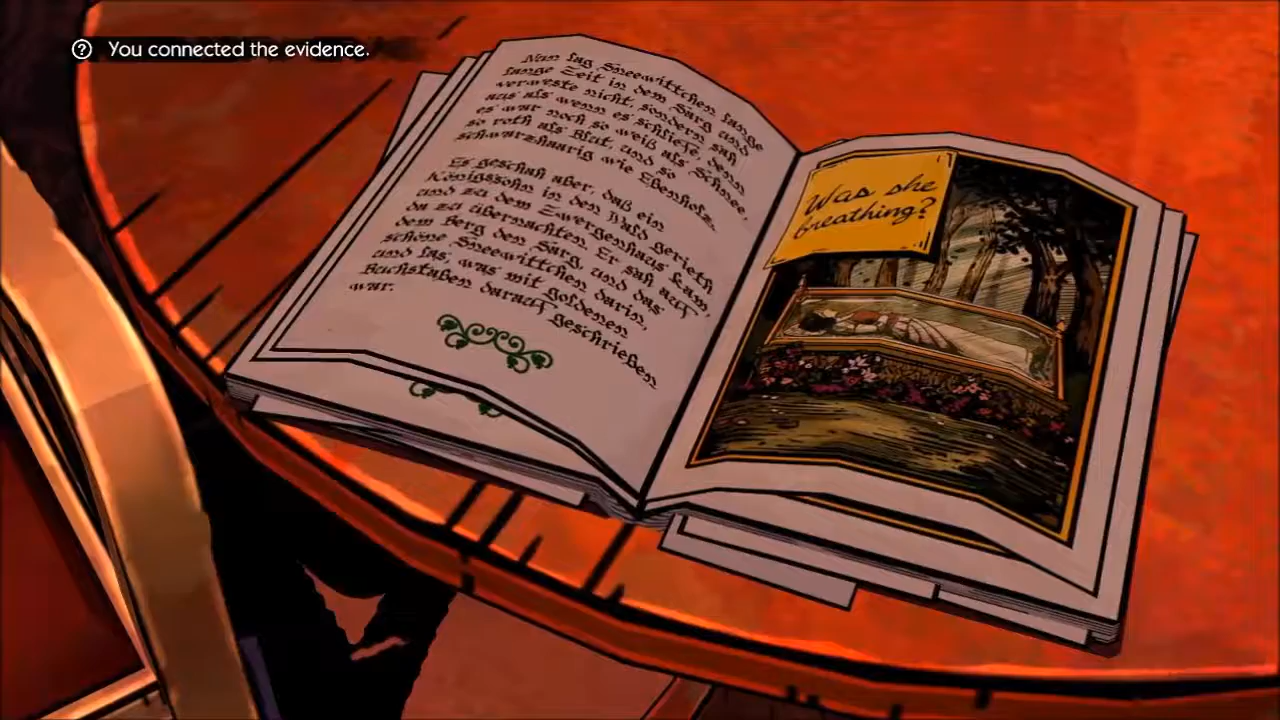 You connected the evidence.
Nun lag Sneewittchen lange
lange Zeit in dem Sarg und
verweste nicht, sondern sah
aus als wenn es schliefe, denn
es war noch so weiß als Schnee,
so roth als Blut, und so
schwarzhaarig wie Ebenholz.
Es geschah aber, daß ein
Königssohn in den Wald gerieth
und zu dem Zwergenhaus kam,
da zu übernachten. Er sah auf
dem Berg den Sarg, und das
schöne Sneewittchen darin,
und las, was mit goldenen
Buchstaben darauf geschrieben
war.
Was she
breathing?